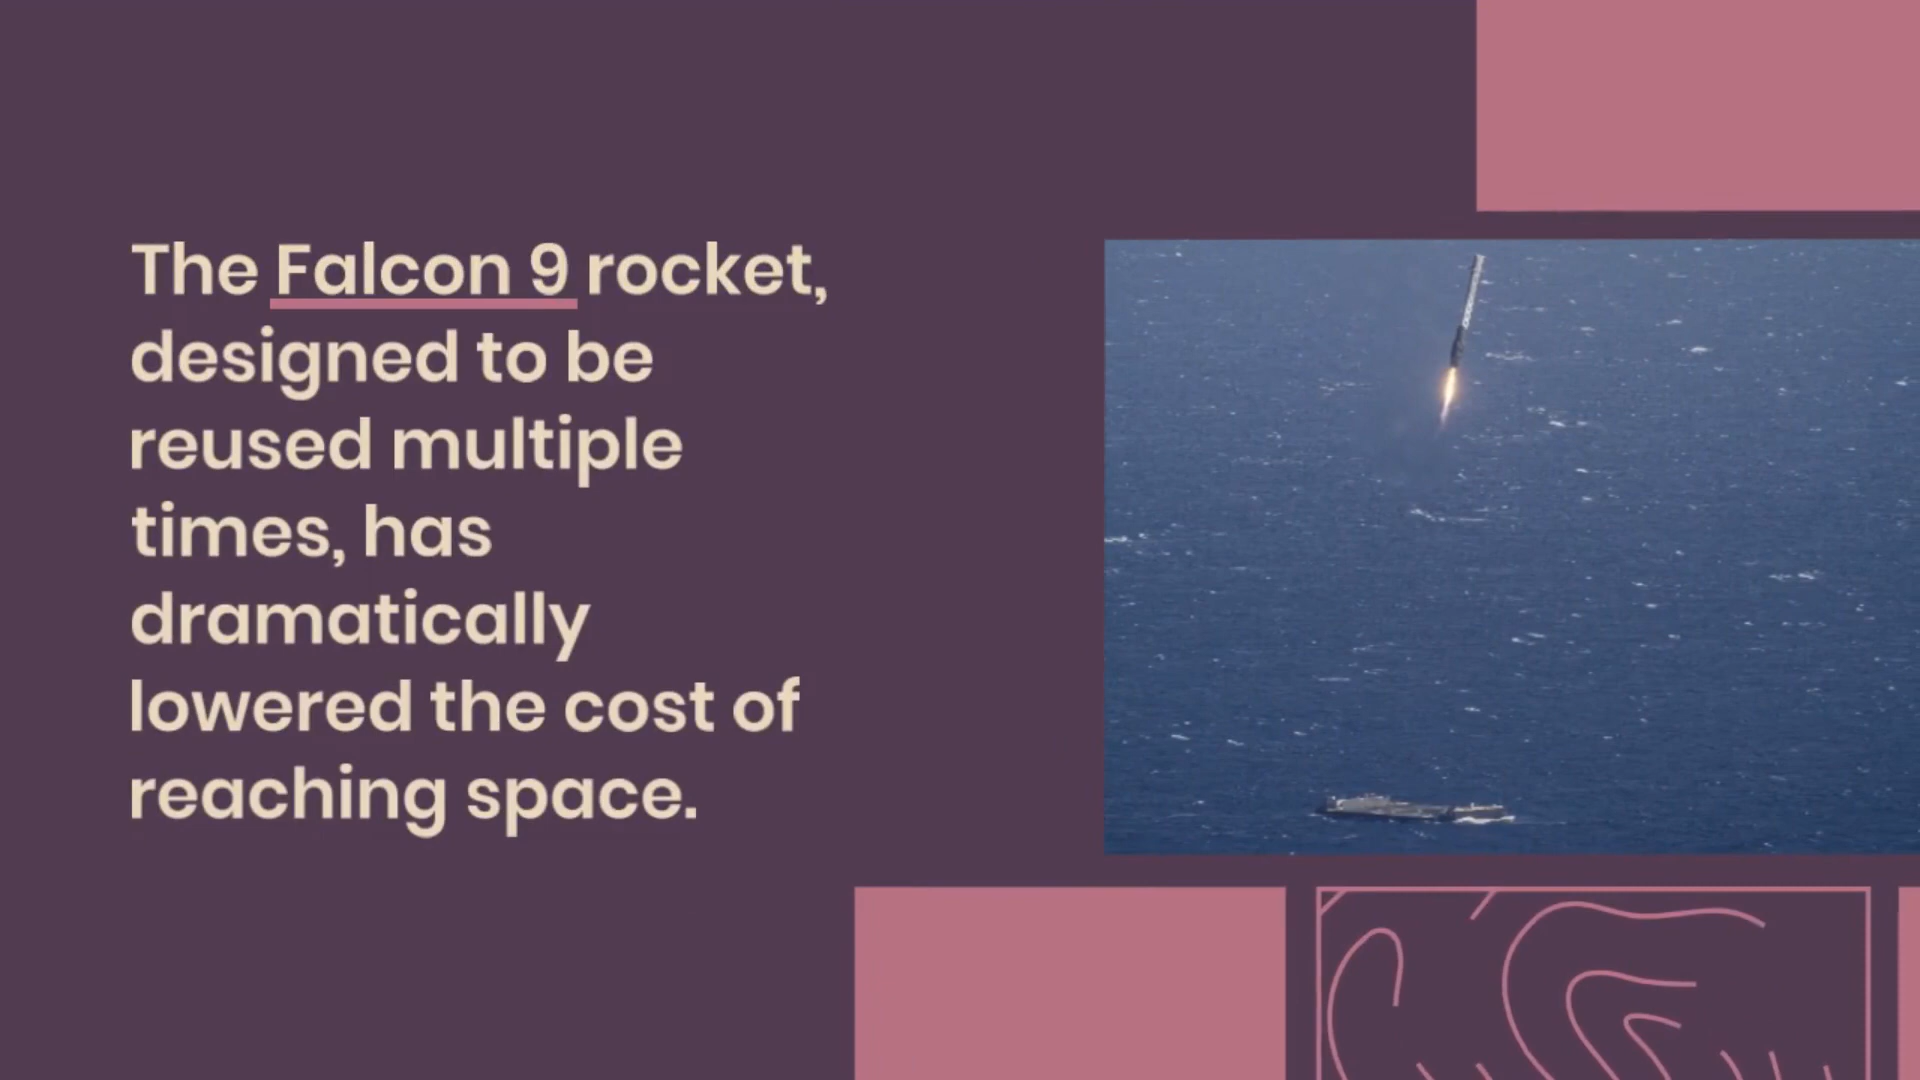 The Falcon 9 rocket,
designed to be
reused multiple
times, has
dramatically
lowered the cost of
reaching space.